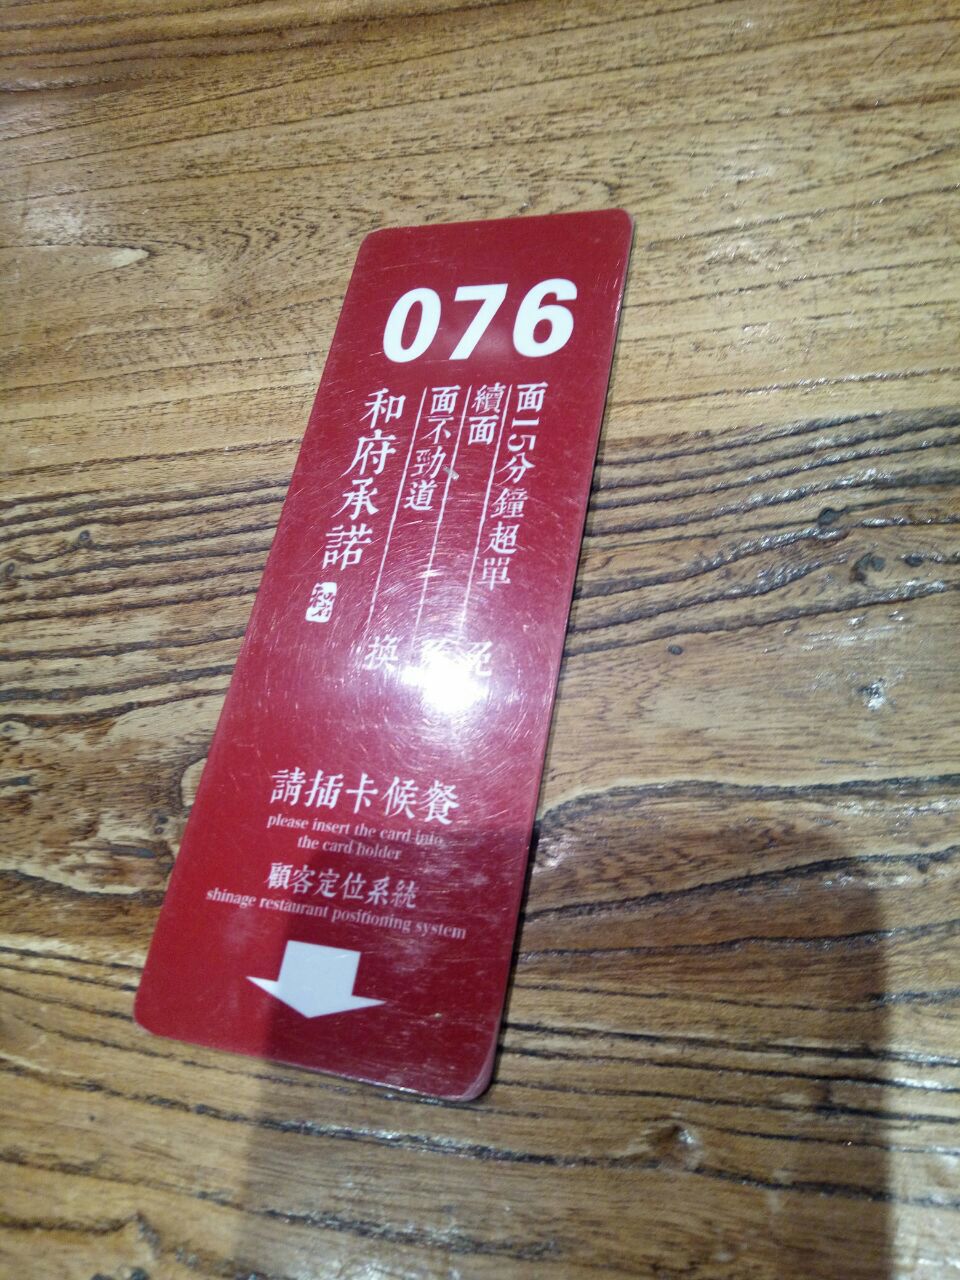 076
面15分鐘超單 免
續面
面不勁道 換
和府承諾
請插卡候餐
please insert the card into
the card holder
顧客定位系統
shinage restaurant positioning system